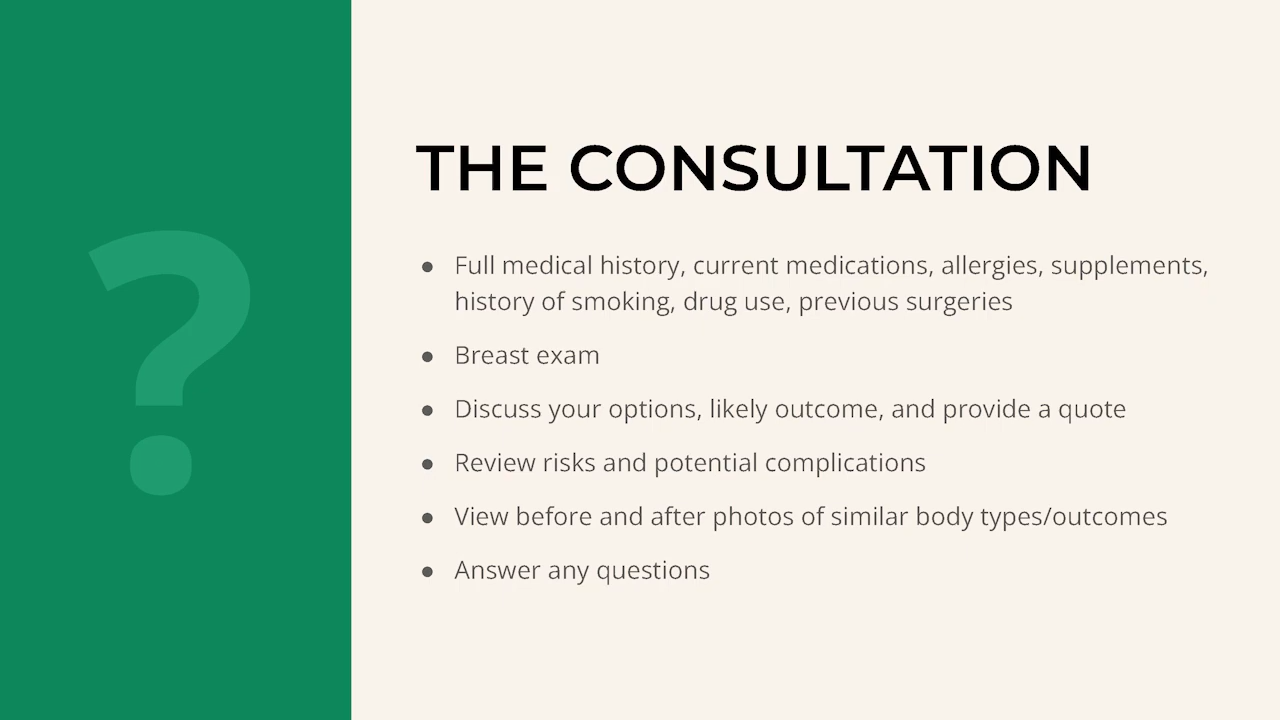 ?
THE CONSULTATION
● Full medical history, current medications, allergies, supplements,
history of smoking, drug use, previous surgeries
● Breast exam
● Discuss your options, likely outcome, and provide a quote
● Review risks and potential complications
● View before and after photos of similar body types/outcomes
● Answer any questions